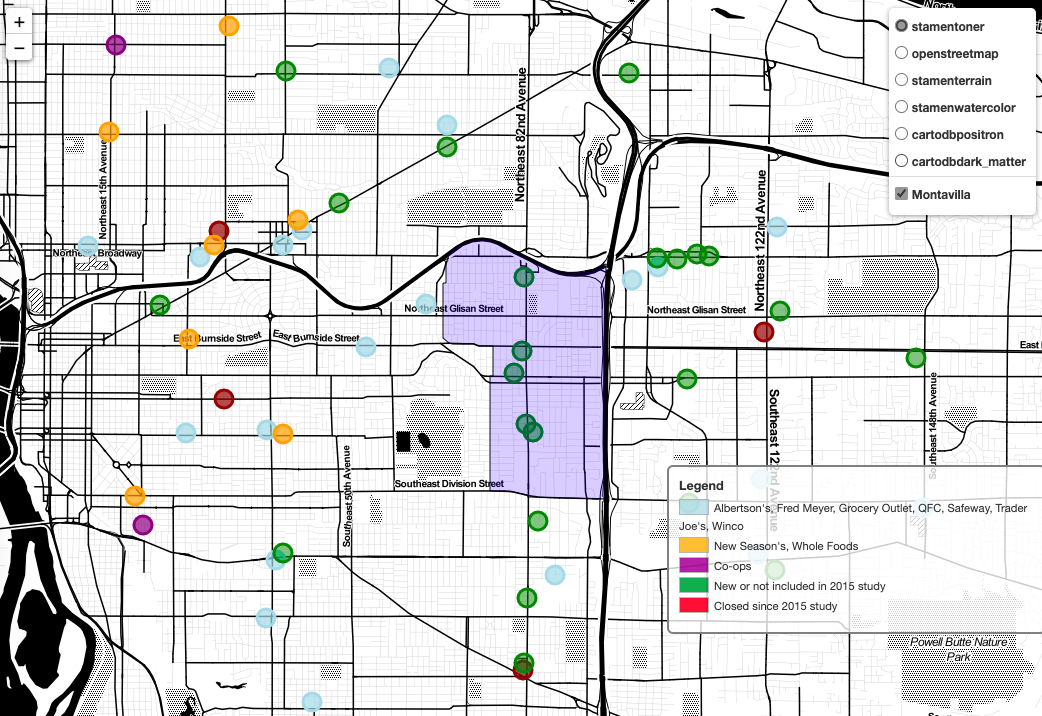 +
−
stamentoner
openstreetmap
stamenterrain
stamenwatercolor
cartodbpositron
cartodbdark_matter
Montavilla
Northeast 15th Avenue
Northeast 82nd Avenue
Northeast 122nd Avenue
Northeast Broadway
Northeast Glisan Street
Northeast Glisan Street
East Burnside Street
East Burnside Street
East
Southeast 148th Avenue
Southeast 122nd Avenue
Southeast 50th Avenue
Southeast Division Street
Legend
Albertson's, Fred Meyer, Grocery Outlet, QFC, Safeway, Trader
Joe's, Winco
New Season's, Whole Foods
Co-ops
New or not included in 2015 study
Closed since 2015 study
Powell Butte Nature
Park